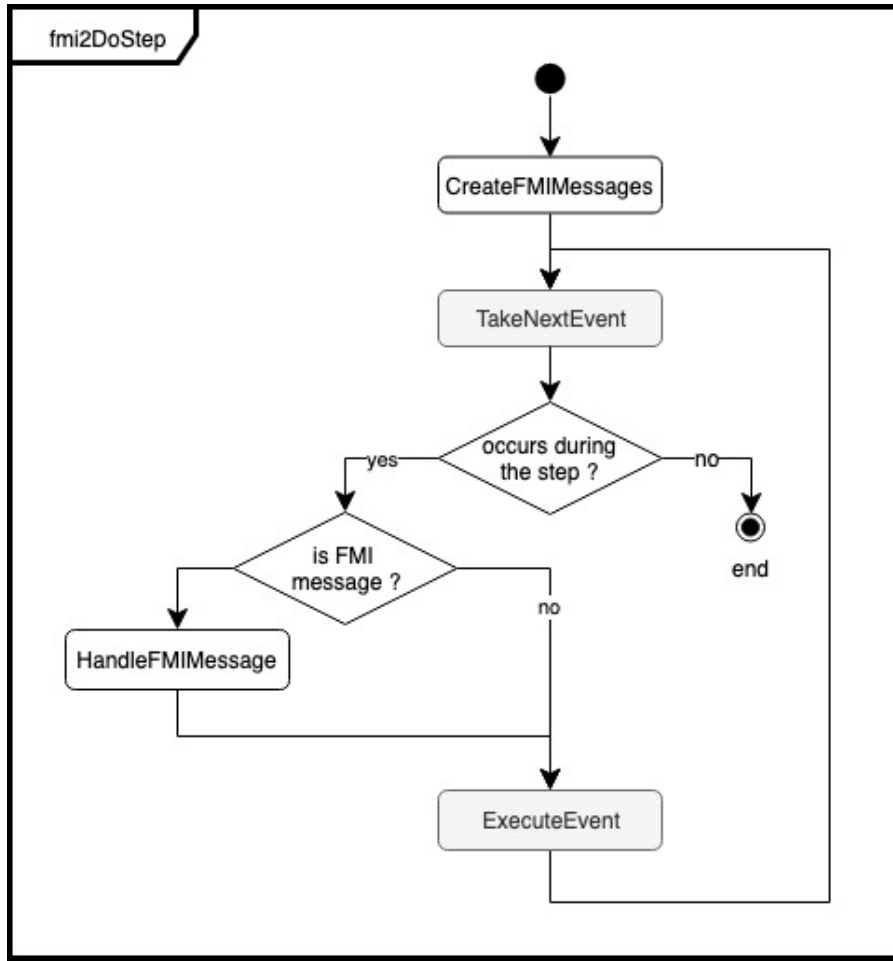 fmi2DoStep
CreateFMIMessages
TakeNextEvent
occurs during
the step ?
yes
no
is FMI
message ?
end
no
HandleFMIMessage
ExecuteEvent